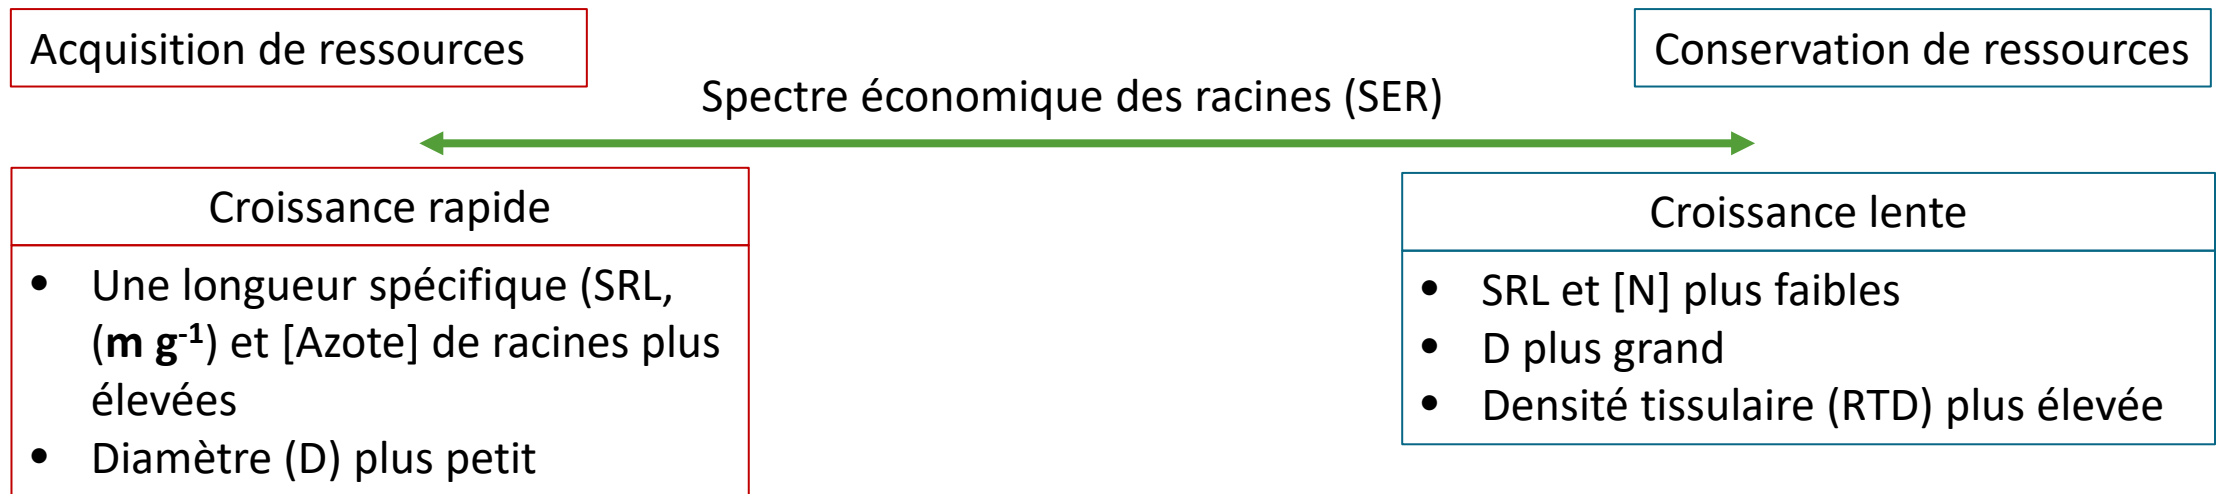 Acquisition de ressources
Conservation de ressources
Spectre économique des racines (SER)
Croissance rapide
• Une longueur spécifique (SRL,
(m g-1) et [Azote] de racines plus
élevées
• Diamètre (D) plus petit
Croissance lente
• SRL et [N] plus faibles
• D plus grand
• Densité tissulaire (RTD) plus élevée